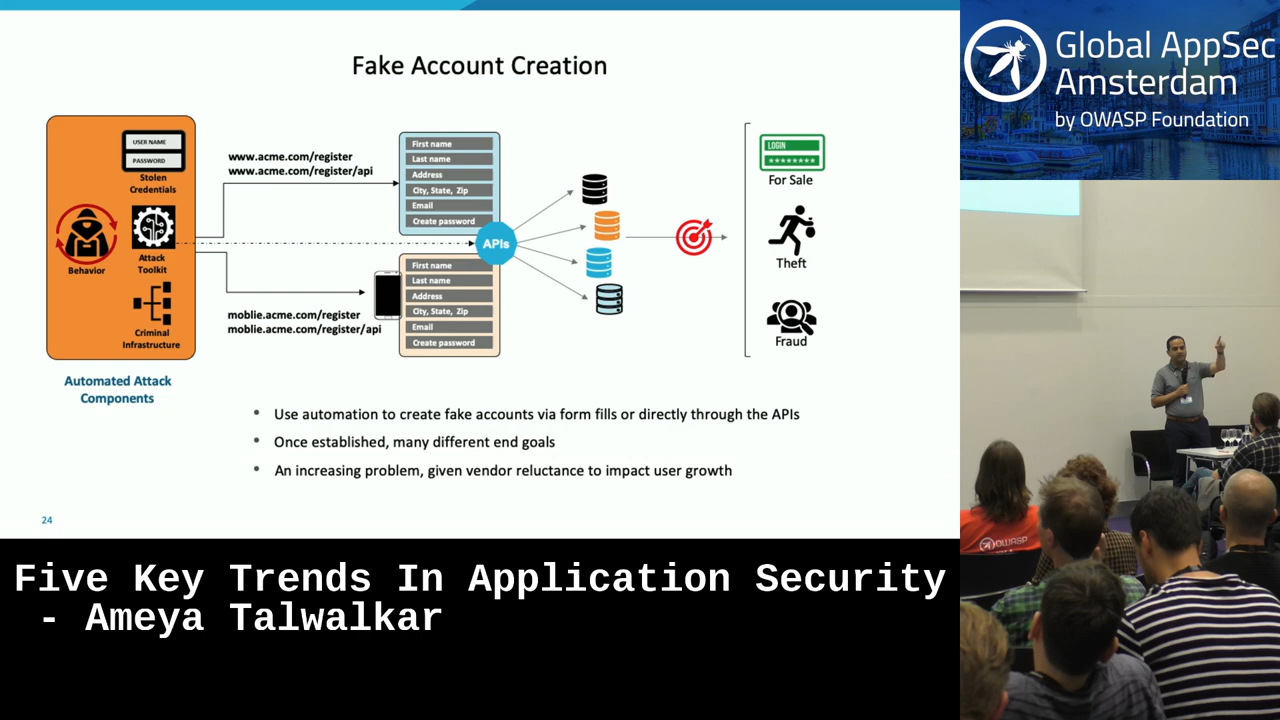 Fake Account Creation
USER NAME
PASSWORD
Stolen
Credentials
Behavior
Attack
Toolkit
Criminal
Infrastructure
Automated Attack
Components
www.acme.com/register
www.acme.com/register/api
moblie.acme.com/register
moblie.acme.com/register/api
First name
Last name
Address
City, State, Zip
Email
Create password
APIs
First name
Last name
Address
City, State, Zip
Email
Create password
LOGIN
********
For Sale
Theft
Fraud
• Use automation to create fake accounts via form fills or directly through the APIs
• Once established, many different end goals
• An increasing problem, given vendor reluctance to impact user growth
24
Global AppSec
Amsterdam
by OWASP Foundation
OWASP
Five Key Trends In Application Security
- Ameya Talwalkar